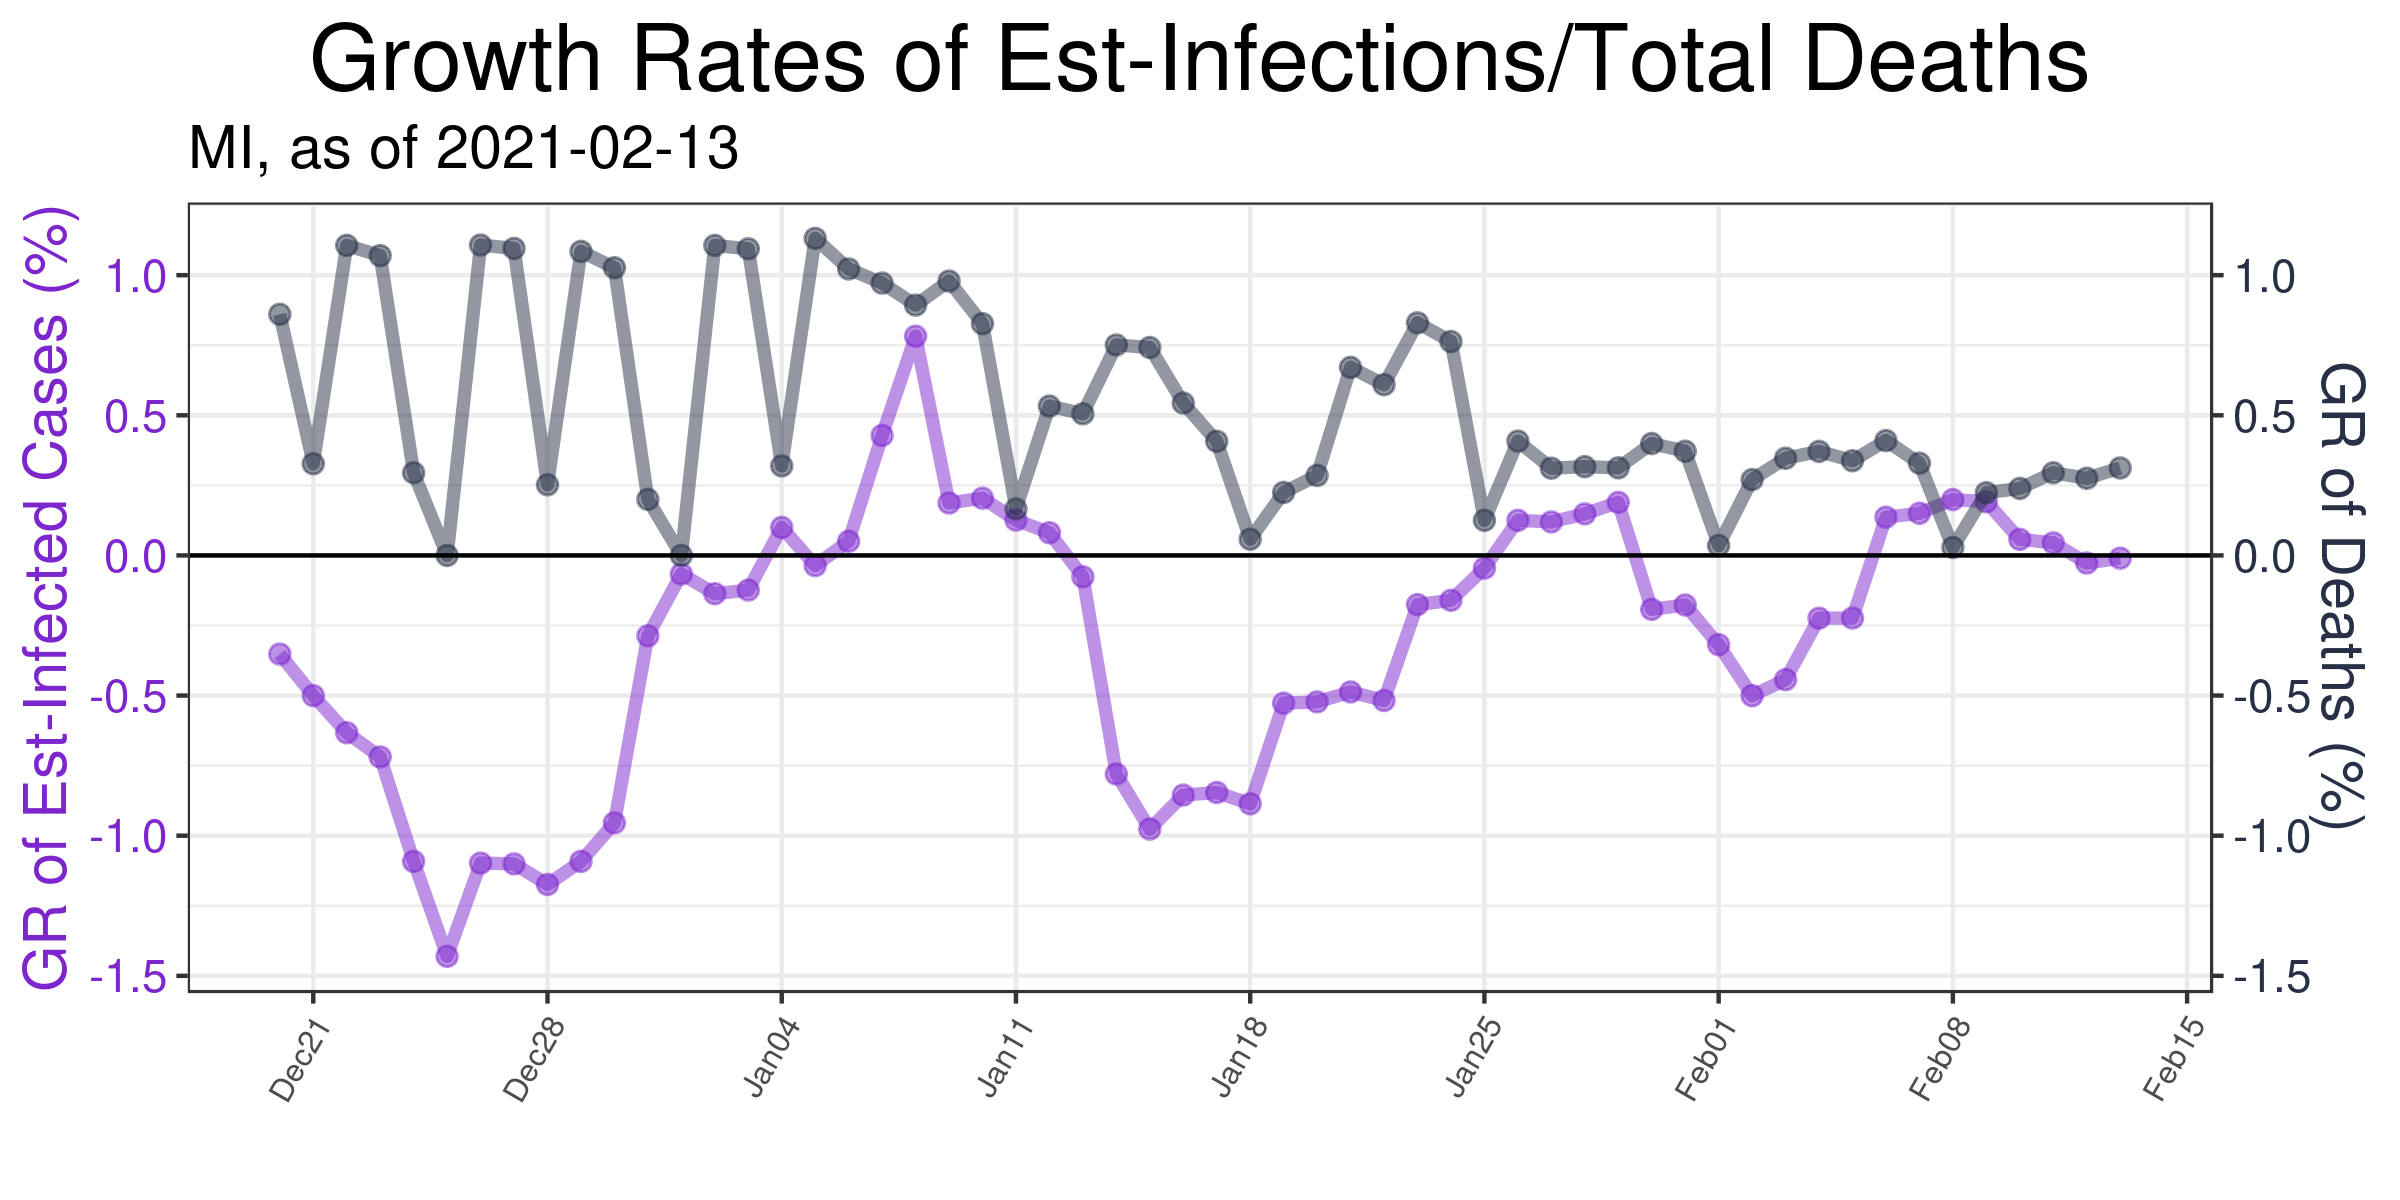 Growth Rates of Est-Infections/Total Deaths
MI, as of 2021-02-13
GR of Est-Infected Cases (%)
1.0
0.5
0.0
-0.5
-1.0
-1.5
1.0
0.5
0.0
-0.5
-1.0
-1.5
GR of Deaths (%)
Dec21
Dec28
Jan04
Jan11
Jan18
Jan25
Feb01
Feb08
Feb15